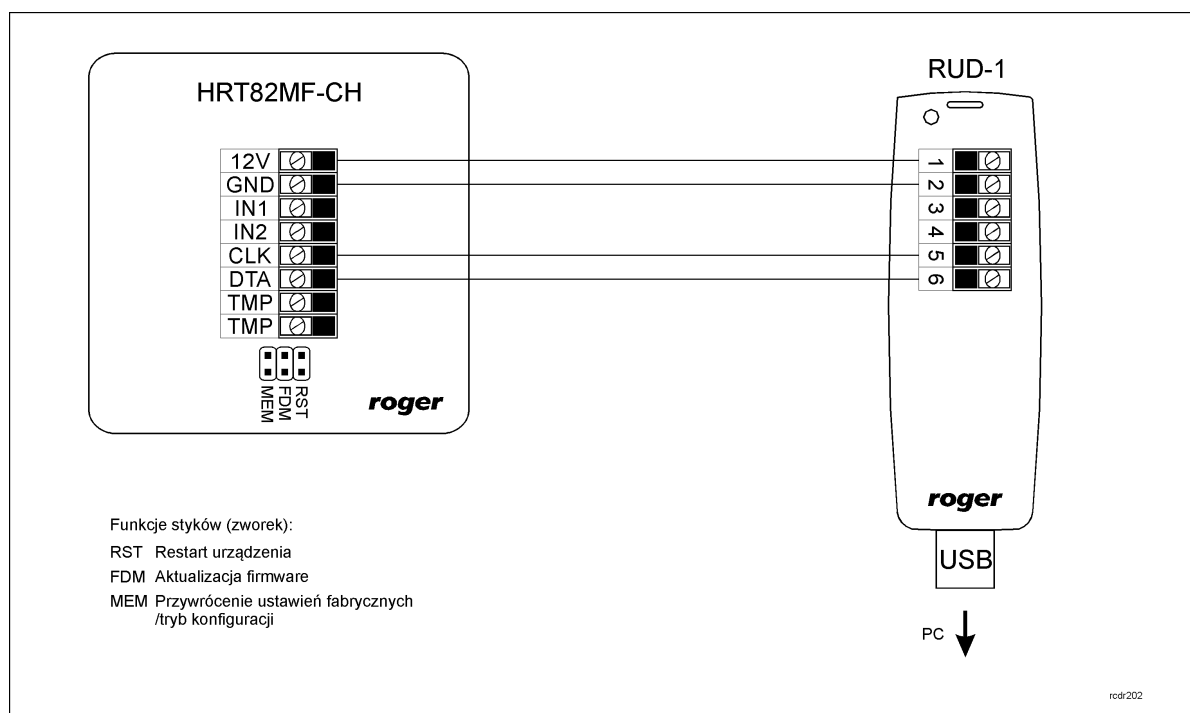 HRT82MF-CH
12V
GND
IN1
IN2
CLK
DTA
TMP
TMP
MEM
FDM
RST
roger
RUD-1
1
2
3
4
5
6
roger
USB
PC
Funkcje styków (zworek):
RST Restart urządzenia
FDM Aktualizacja firmware
MEM Przywrócenie ustawień fabrycznych
/tryb konfiguracji
rcdr202